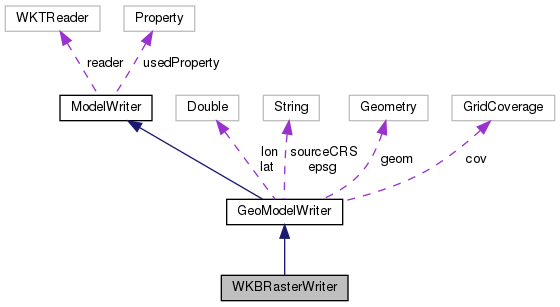 WKTReader
Property
reader
usedProperty
ModelWriter
Double
String
Geometry
GridCoverage
lon
lat
sourceCRS
epsg
geom
cov
GeoModelWriter
WKBRasterWriter